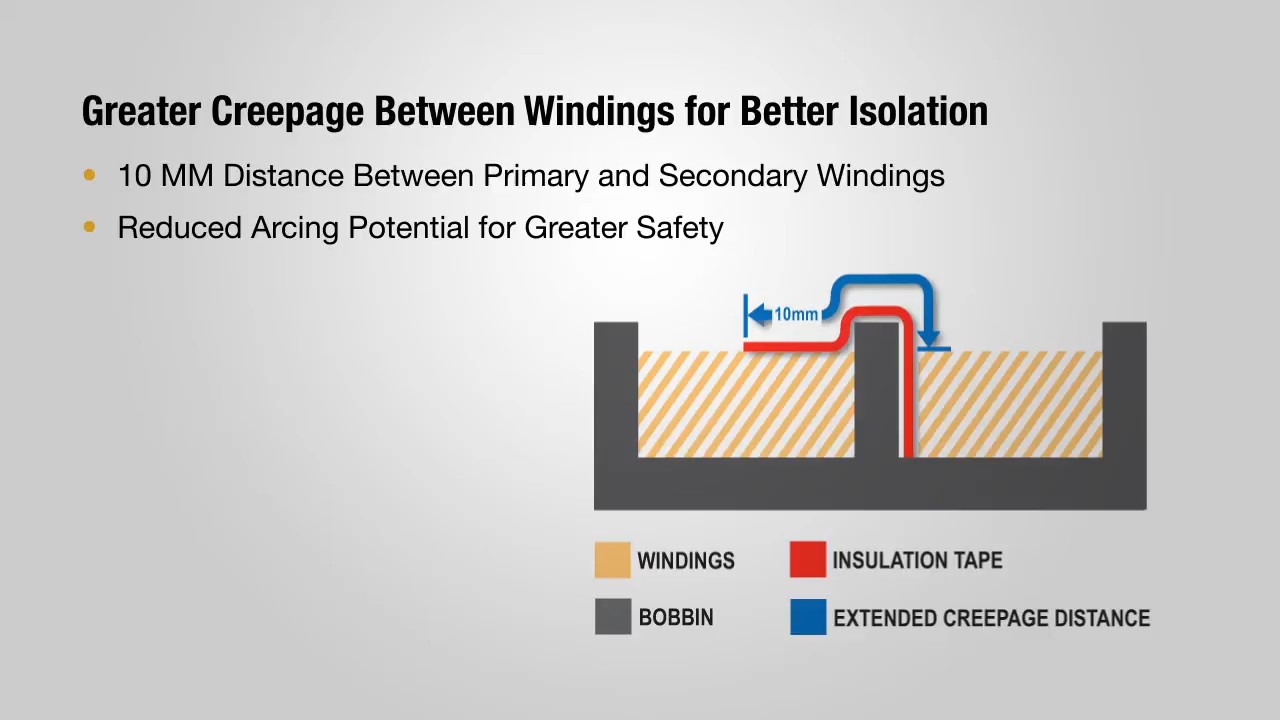 Greater Creepage Between Windings for Better Isolation
• 10 MM Distance Between Primary and Secondary Windings
• Reduced Arcing Potential for Greater Safety
10mm
WINDINGS
INSULATION TAPE
BOBBIN
EXTENDED CREEPAGE DISTANCE